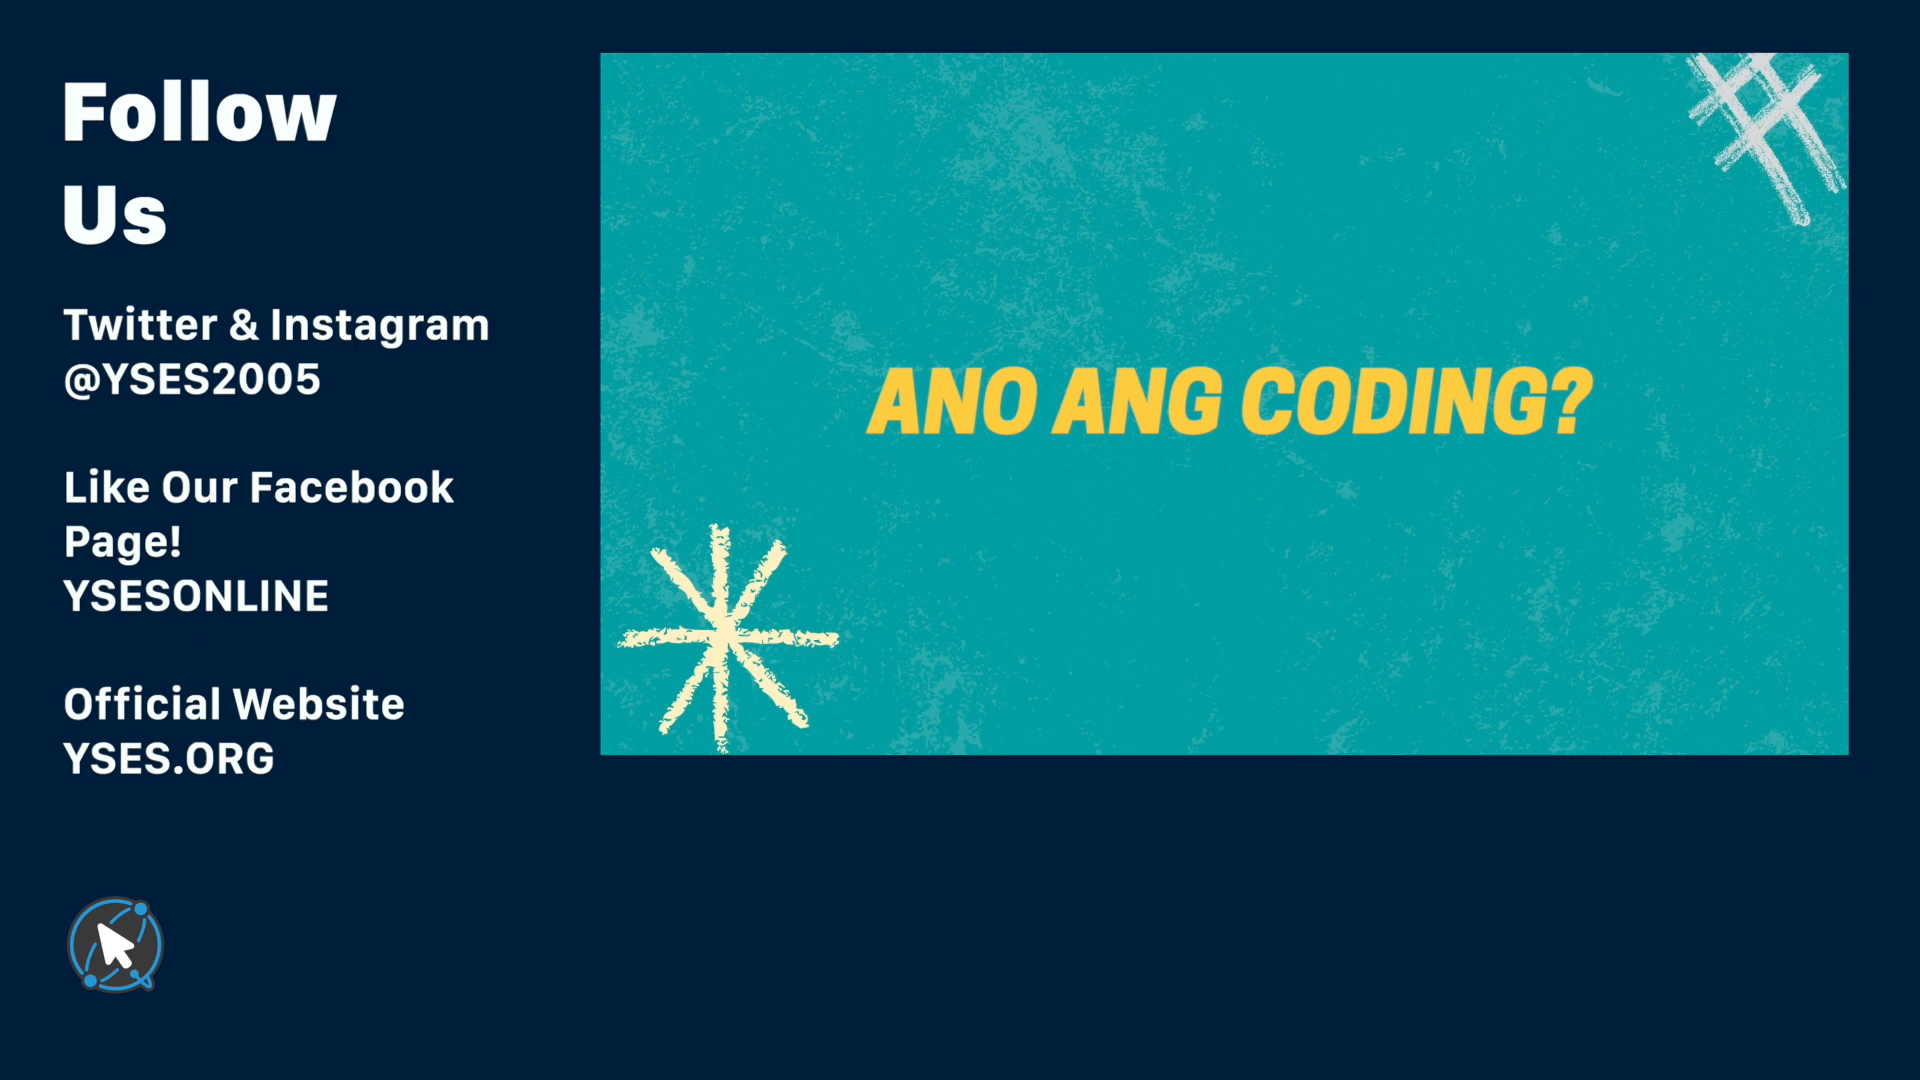 Follow
Us
Twitter & Instagram
@YSES2005
Like Our Facebook
Page!
YSESONLINE
Official Website
YSES.ORG
ANO ANG CODING?